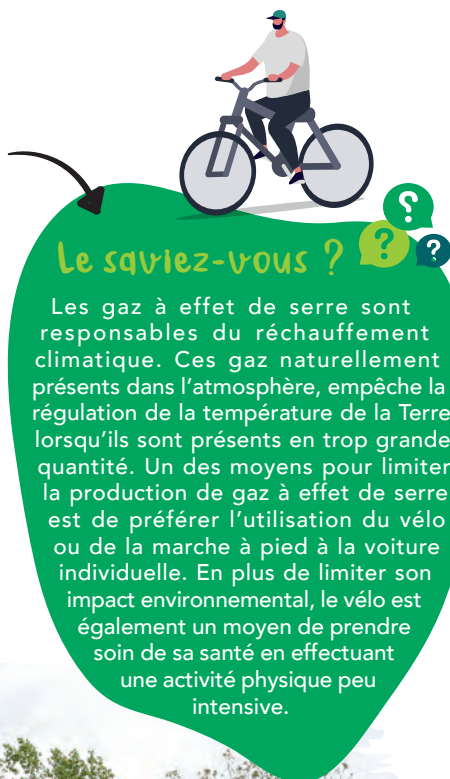 Le saviez-vous ?
? ? ?
Les gaz à effet de serre sont
responsables du réchauffement
climatique. Ces gaz naturellement
présents dans l'atmosphère, empêche la
régulation de la température de la Terre
lorsqu'ils sont présents en trop grande
quantité. Un des moyens pour limiter
la production de gaz à effet de serre
est de préférer l'utilisation du vélo
ou de la marche à pied à la voiture
individuelle. En plus de limiter son
impact environnemental, le vélo est
également un moyen de prendre
soin de sa santé en effectuant
une activité physique peu
intensive.